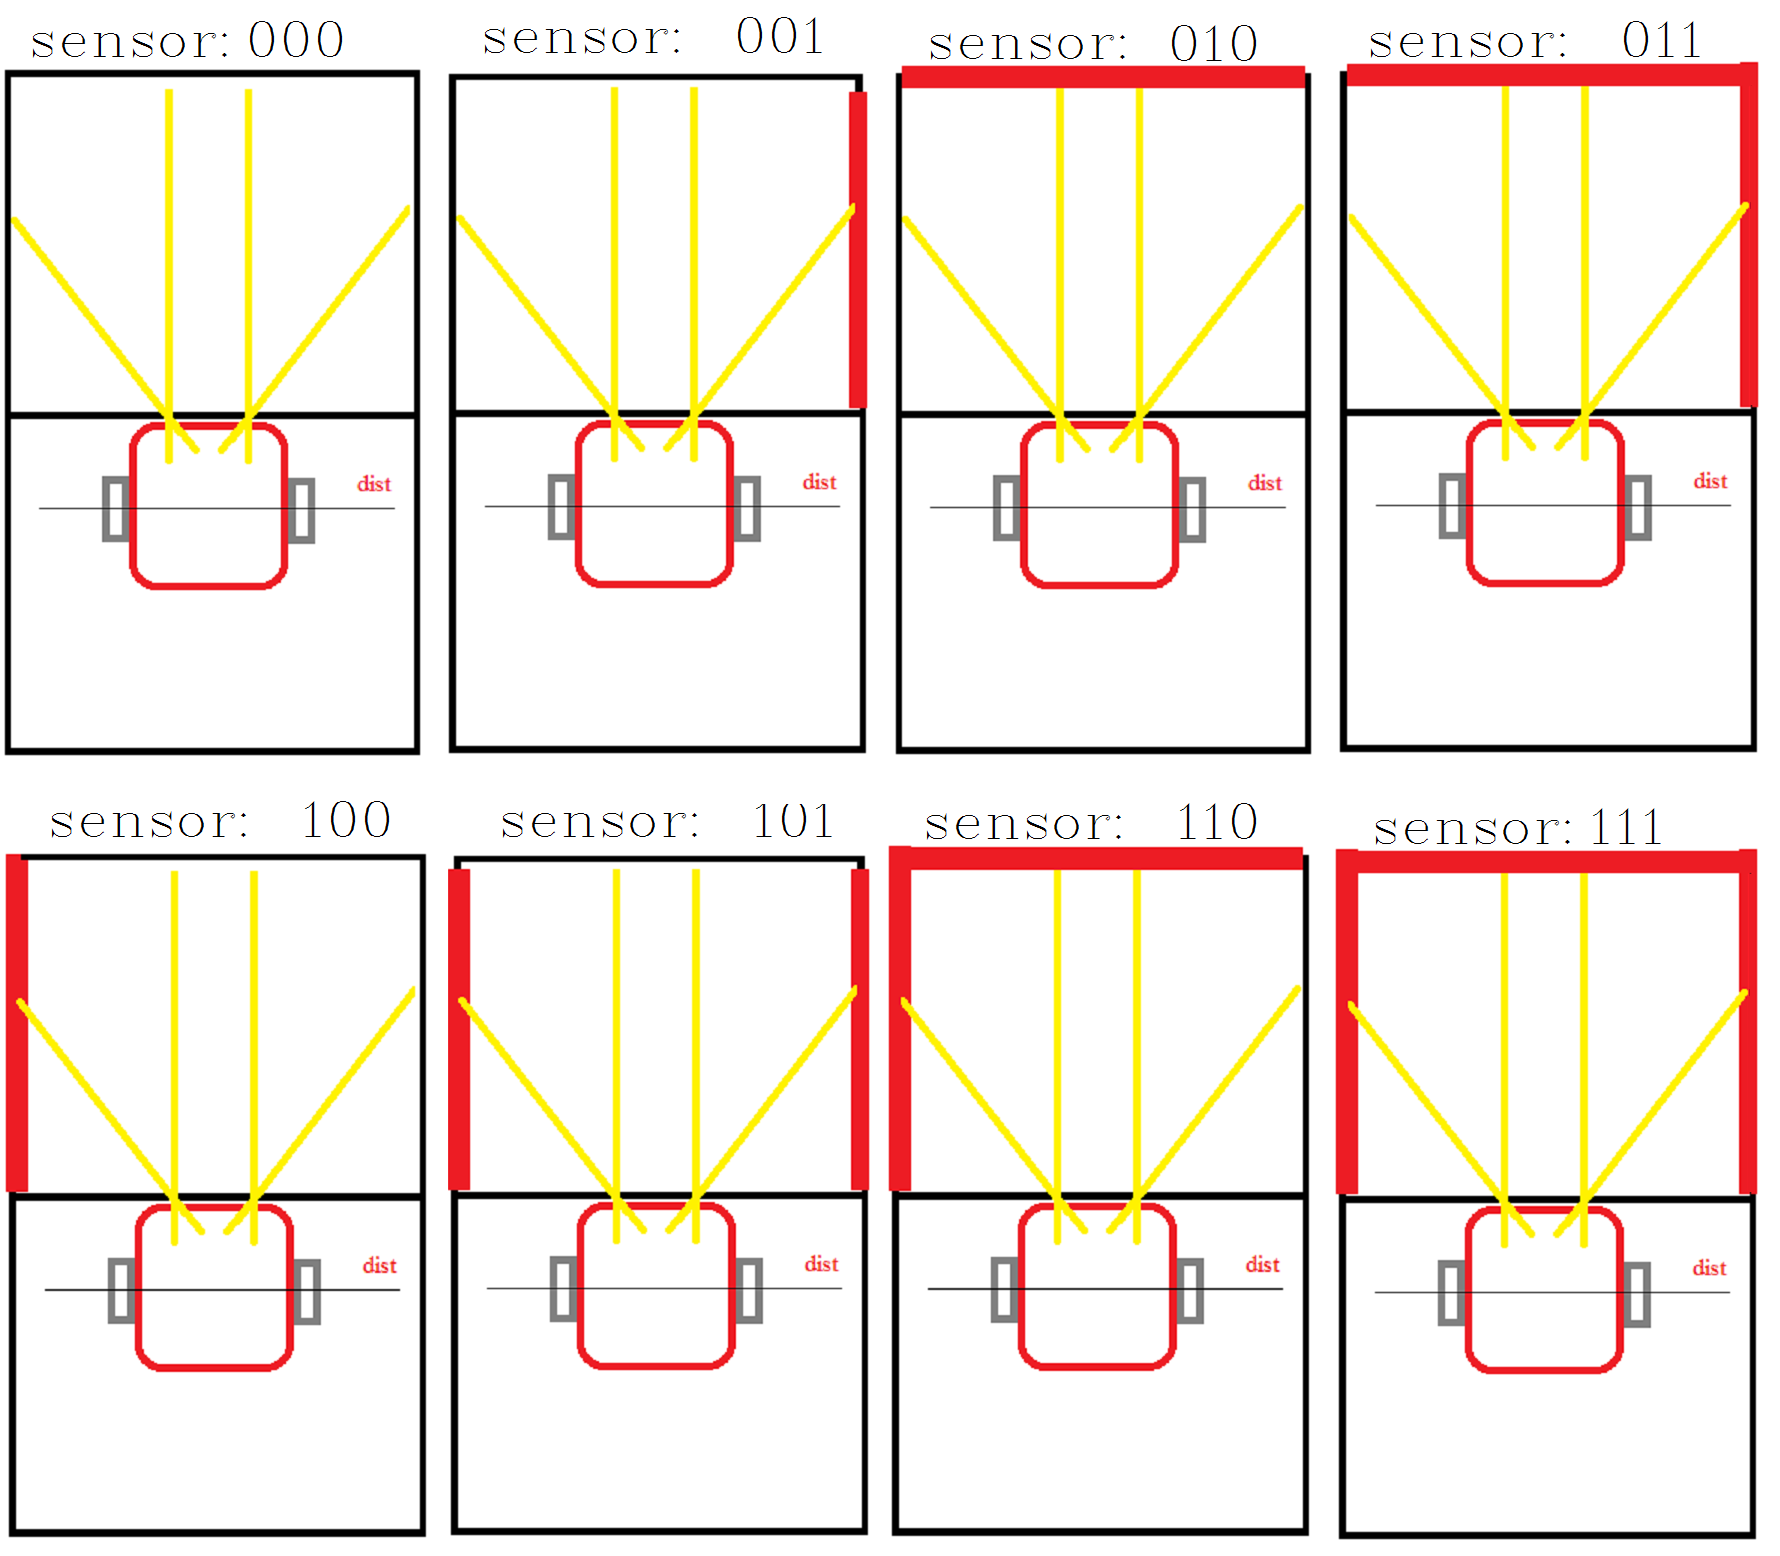 sensor: 000
sensor: 001
sensor: 010
sensor: 011
dist
dist
dist
dist
sensor: 100
sensor: 101
sensor: 110
sensor: 111
dist
dist
dist
dist